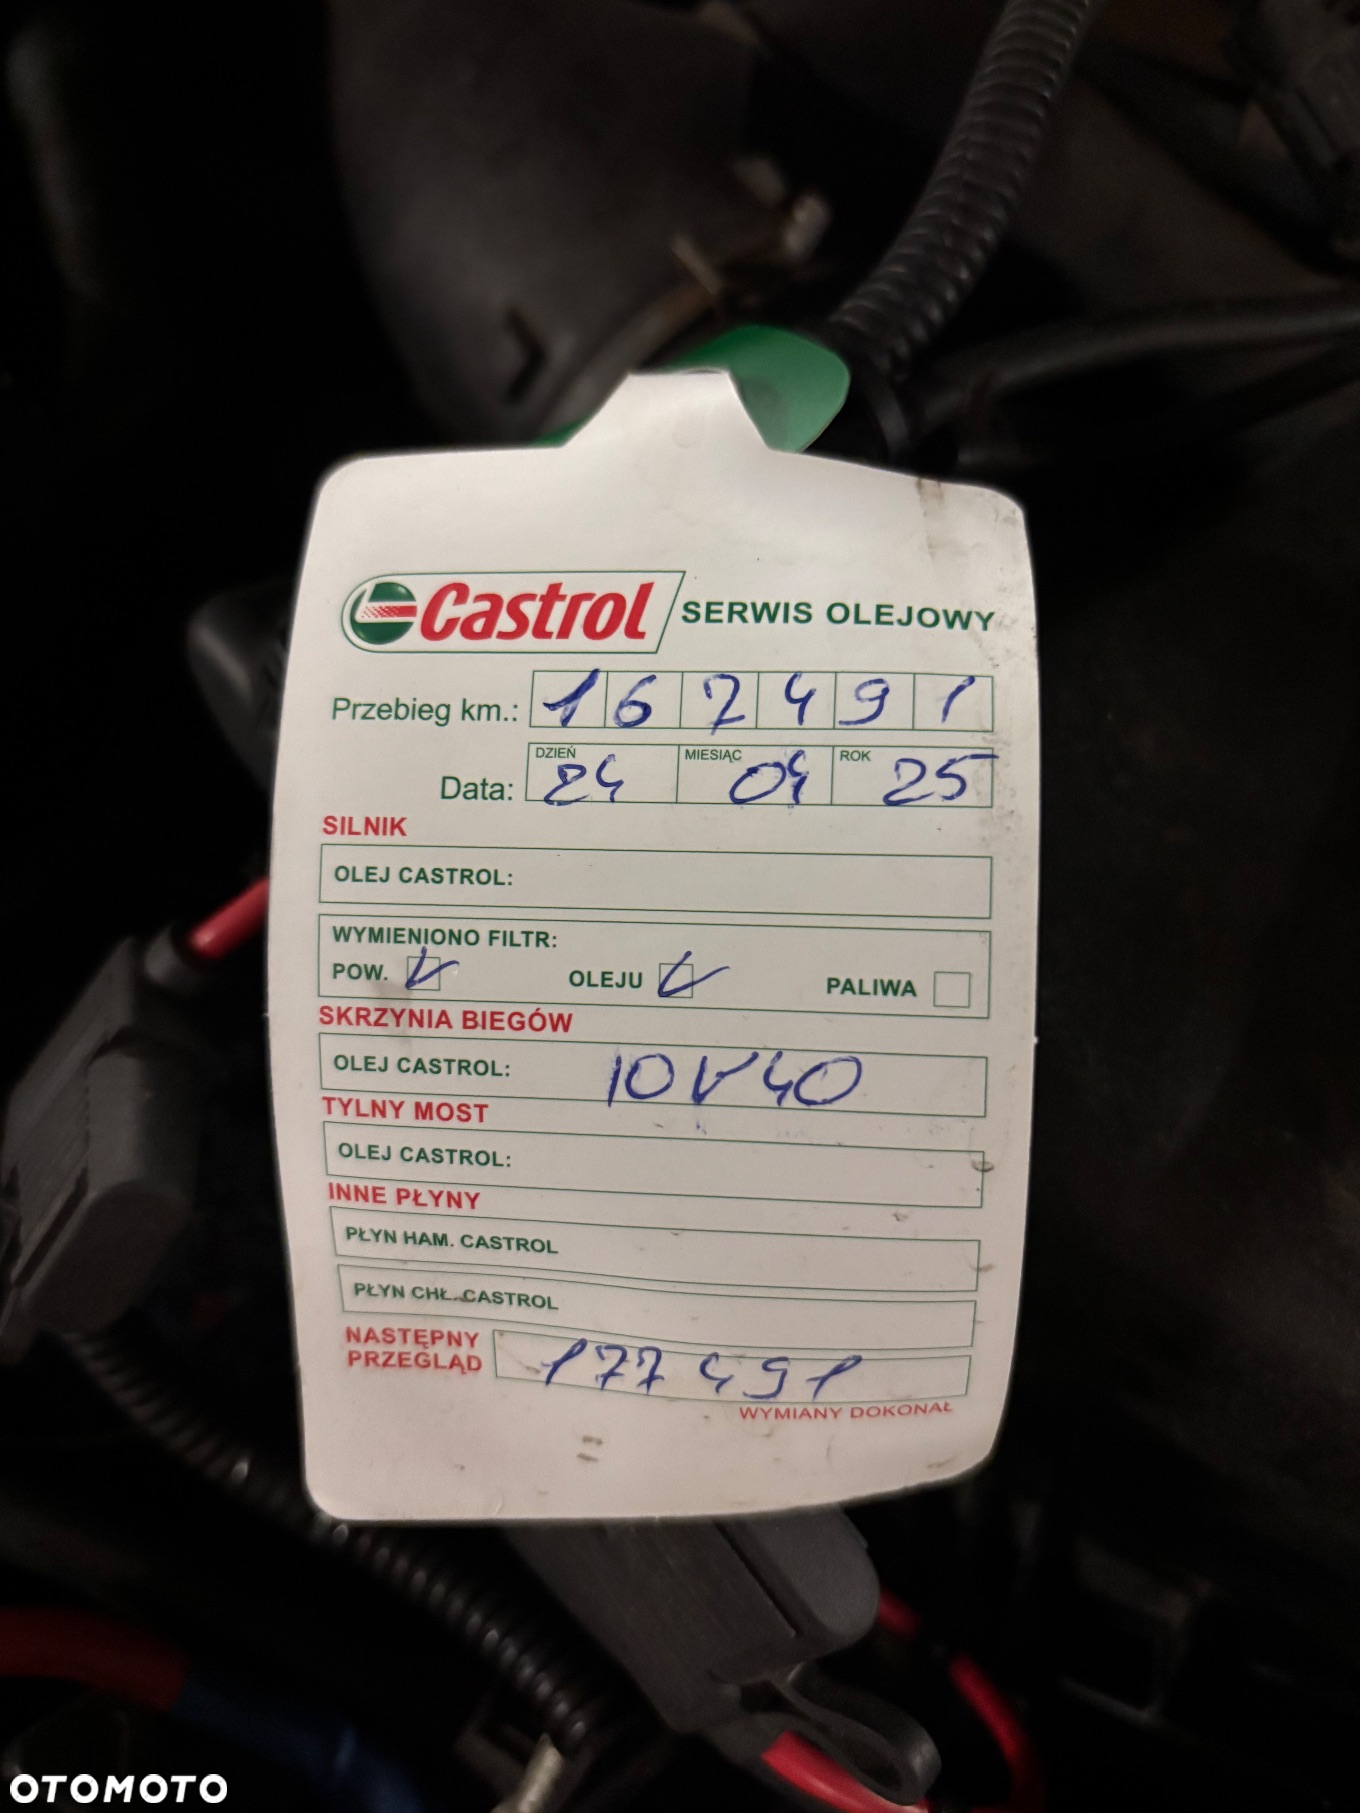 Castrol SERWIS OLEJOWY
Przebieg km.: 167491
DZIEŃ MIESIĄC ROK
Data: 24 04 25
SILNIK
OLEJ CASTROL:
WYMIENIONO FILTR:
POW. OLEJU PALIWA
SKRZYNIA BIEGÓW
OLEJ CASTROL: 10W40
TYLNY MOST
OLEJ CASTROL:
INNE PŁYNY
PŁYN HAM. CASTROL
PŁYN CHŁ. CASTROL
NASTĘPNY
PRZEGLĄD 177491
WYMIANY DOKONAŁ
OTOMOTO